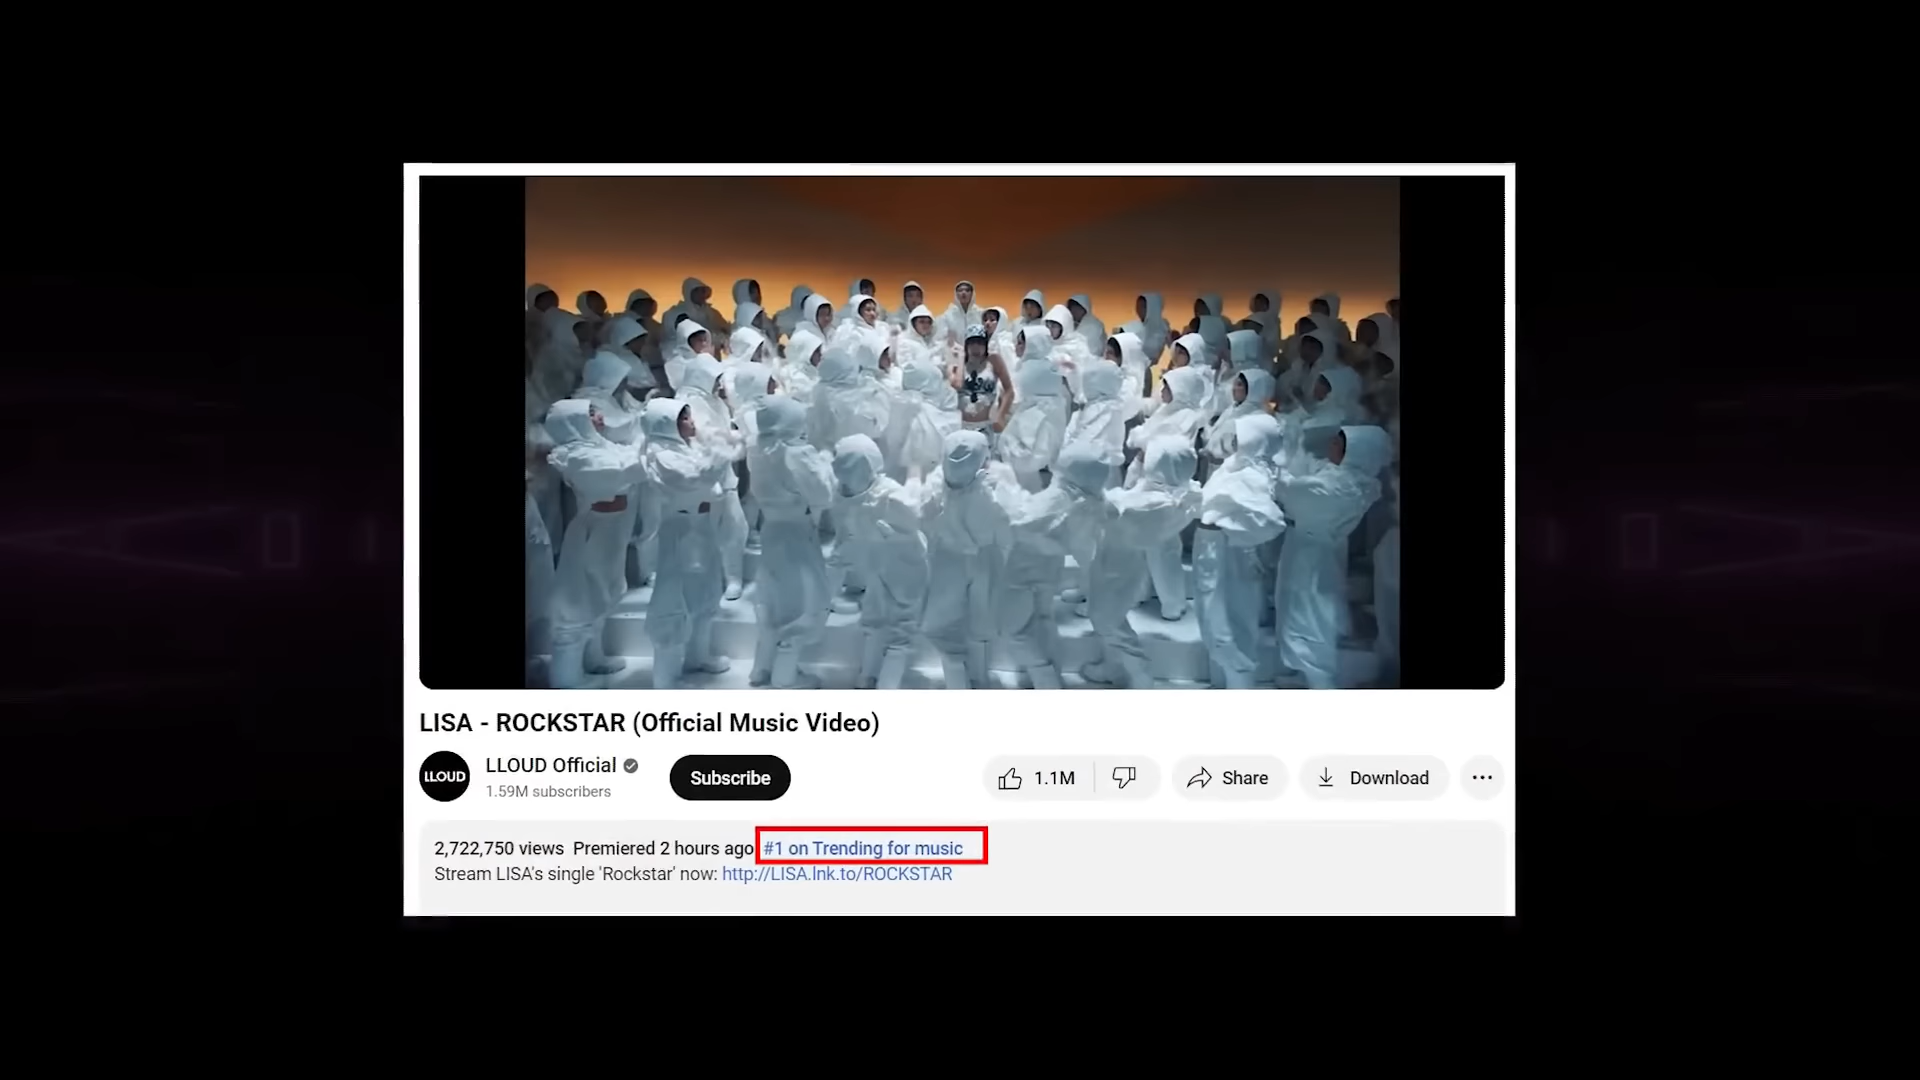 LISA - ROCKSTAR (Official Music Video)
LLOUD
LLOUD Official
1.59M subscribers
Subscribe
1.1M
Share
Download
2,722,750 views Premiered 2 hours ago #1 on Trending for music
Stream LISA's single 'Rockstar' now: http://LISA.lnk.to/ROCKSTAR